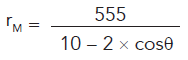 r_M = 555 / (10 – 2 × cosθ)